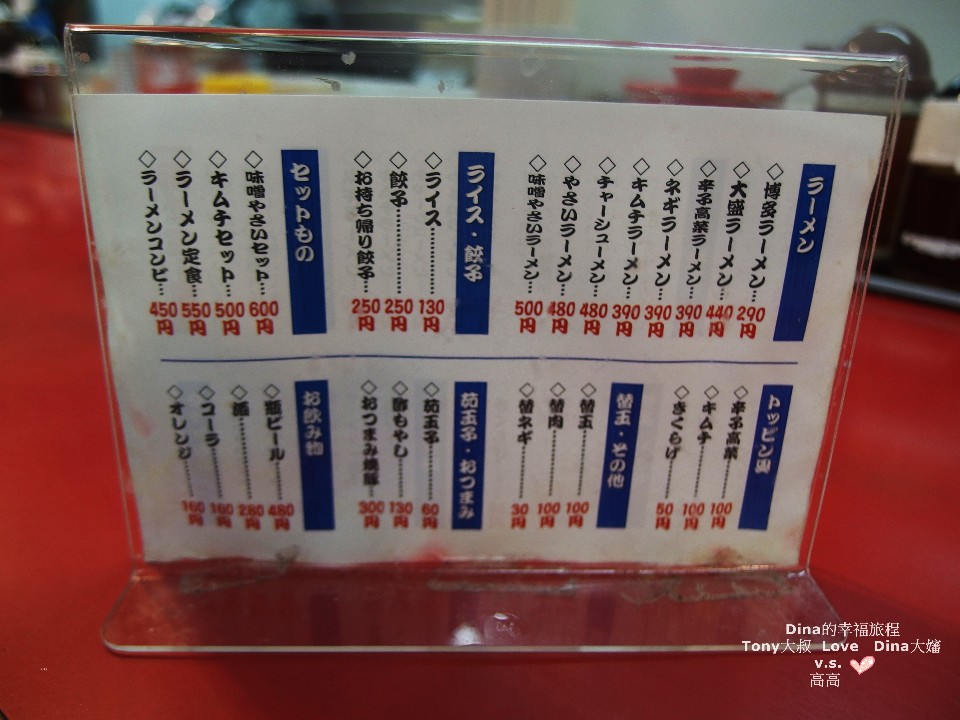 ラーメン
◇博多ラーメン…290円
◇大盛ラーメン…440円
◇辛子高菜ラーメン…390円
◇ネギラーメン…390円
◇キムチラーメン…390円
◇チャーシューメン…480円
◇やさいラーメン…480円
◇味噌やさいラーメン…500円
ライス・餃子
◇ライス…130円
◇餃子…250円
◇お持ち帰り餃子…250円
セットもの
◇味噌やさいセット…600円
◇キムチセット…500円
◇ラーメン定食…550円
◇ラーメンコンビ…450円
トッピング
◇辛子高菜…100円
◇キムチ…100円
◇きくらげ…50円
替玉・その他
◇替玉…100円
◇替肉…100円
◇替ネギ…30円
茹玉子・おつまみ
◇茹玉子…60円
◇酢もやし…130円
◇おつまみ焼豚…300円
お飲み物
◇瓶ビール…480円
◇酒…280円
◇コーラ…160円
◇オレンジ…160円
Dina的幸福旅程
Tony大叔 Love Dina大嬸
v.s.
高高